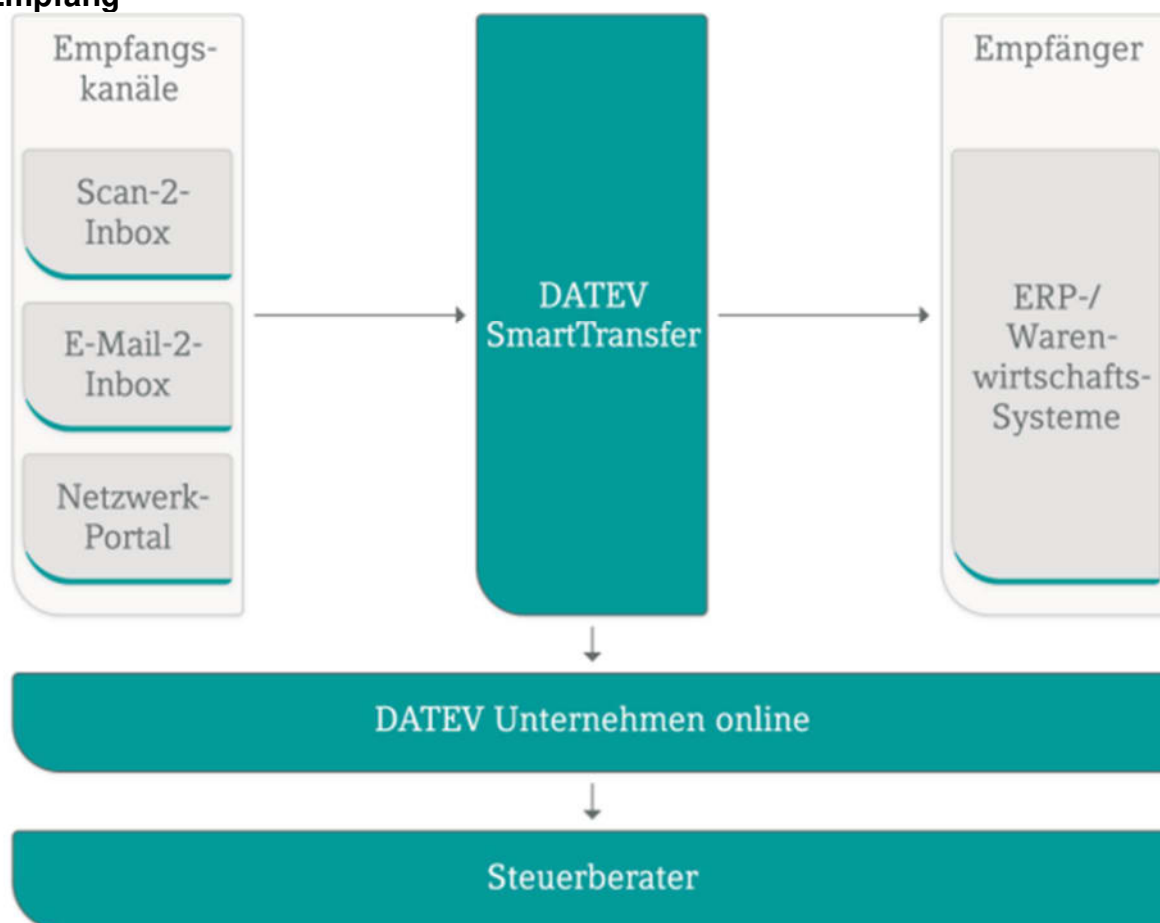 Empfang
Empfangs-
kanäle
Scan-2-
Inbox
E-Mail-2-
Inbox
Netzwerk-
Portal
DATEV
SmartTransfer
Empfänger
ERP-/
Waren-
wirtschafts-
Systeme
DATEV Unternehmen online
Steuerberater